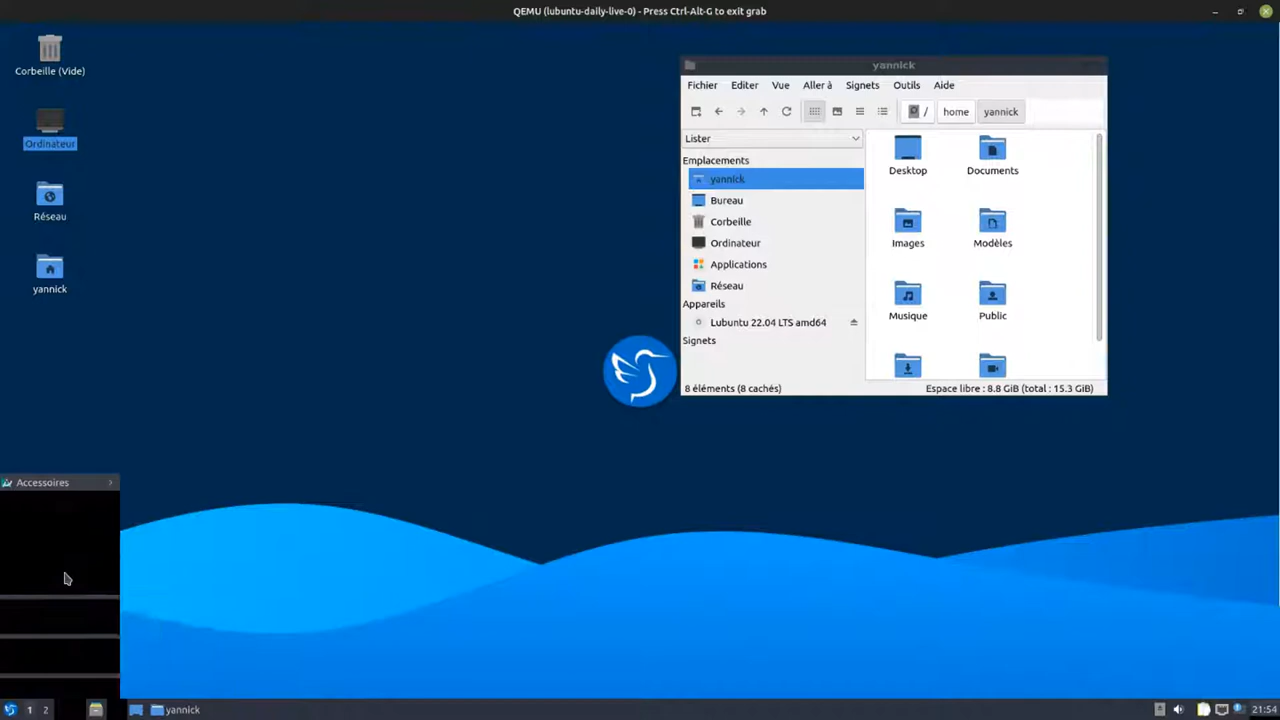 QEMU (lubuntu-daily-live-0) - Press Ctrl-Alt-G to exit grab
Corbeille (Vide)
Ordinateur
Réseau
yannick
yannick
Fichier Editer Vue Aller à Signets Outils Aide
/ home yannick
Lister
Emplacements
yannick
Bureau
Corbeille
Ordinateur
Applications
Réseau
Appareils
Lubuntu 22.04 LTS amd64
Signets
Desktop Documents
Images Modèles
Musique Public
8 éléments (8 cachés) Espace libre : 8.8 GiB (total : 15.3 GiB)
Accessoires
1 2 yannick 21:54